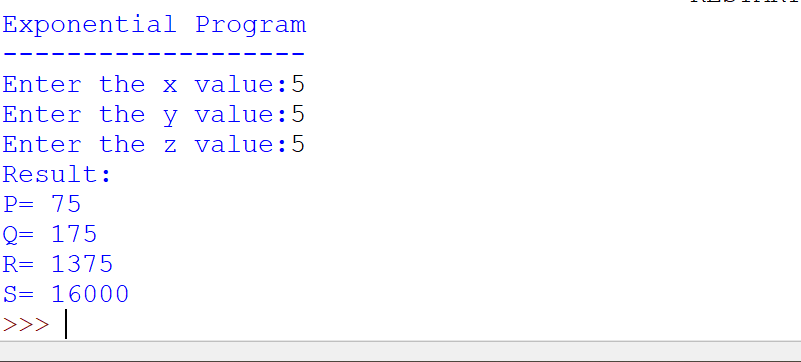 Exponential Program
-------------------
Enter the x value:5
Enter the y value:5
Enter the z value:5
Result:
P= 75
Q= 175
R= 1375
S= 16000
>>>